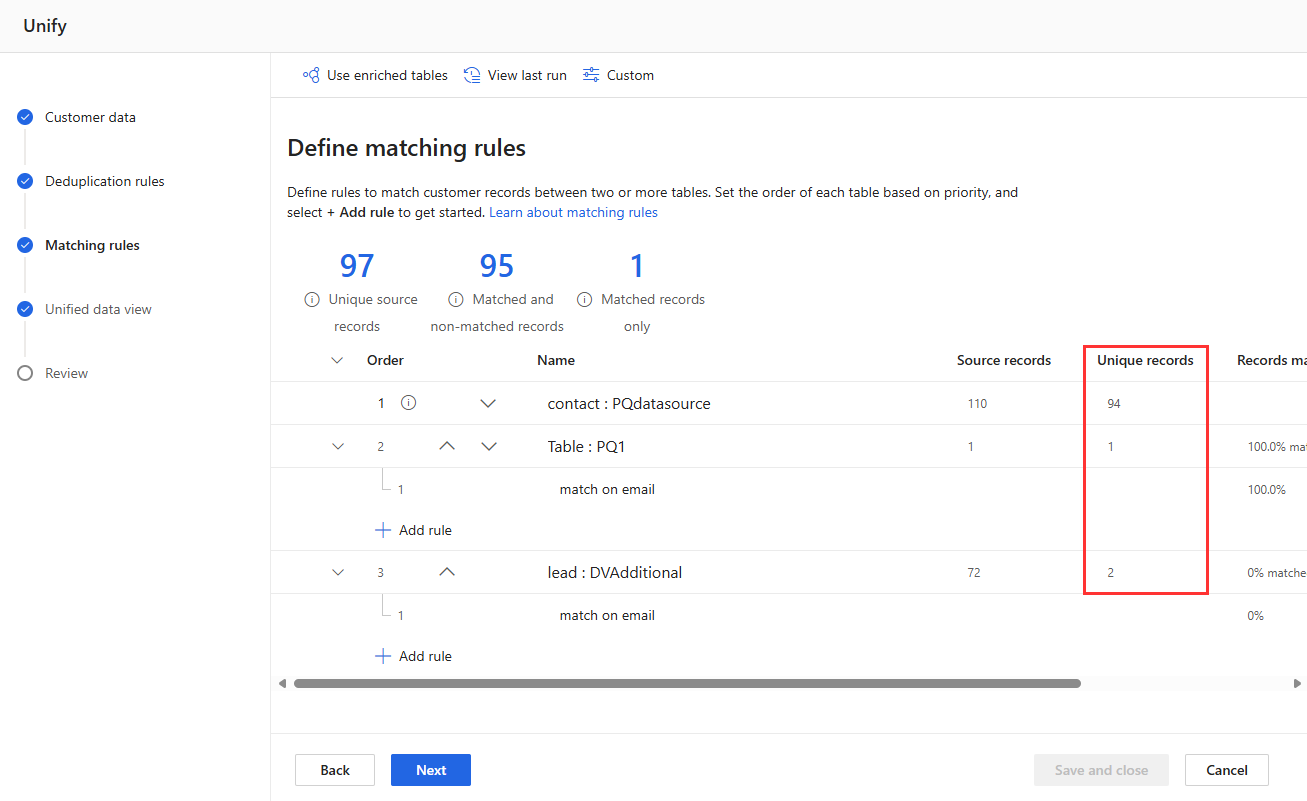 Unify
Use enriched tables View last run Custom
Customer data
Deduplication rules
Matching rules
Unified data view
Review
Define matching rules
Define rules to match customer records between two or more tables. Set the order of each table based on priority, and
select + Add rule to get started. Learn about matching rules
97 95 1
Unique source Matched and Matched records
records non-matched records only
Order Name Source records Unique records Records ma
1 contact : PQdatasource 110 94
2 Table : PQ1 1 1 100.0% mat
1 match on email 100.0%
Add rule
3 lead : DVAdditional 72 2 0% matche
1 match on email 0%
Add rule
Back Next Save and close Cancel